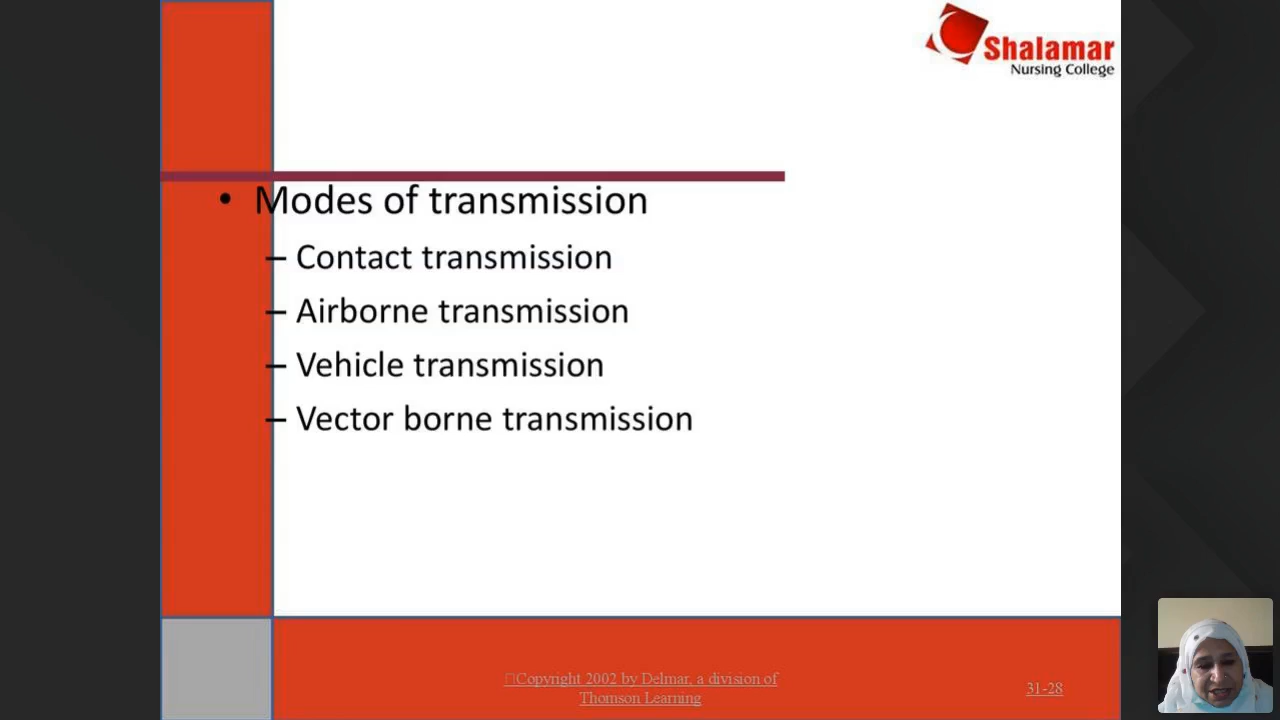 Shalamar
Nursing College
• Modes of transmission
– Contact transmission
– Airborne transmission
– Vehicle transmission
– Vector borne transmission
Copyright 2002 by Delmar, a division of
Thomson Learning
31-28